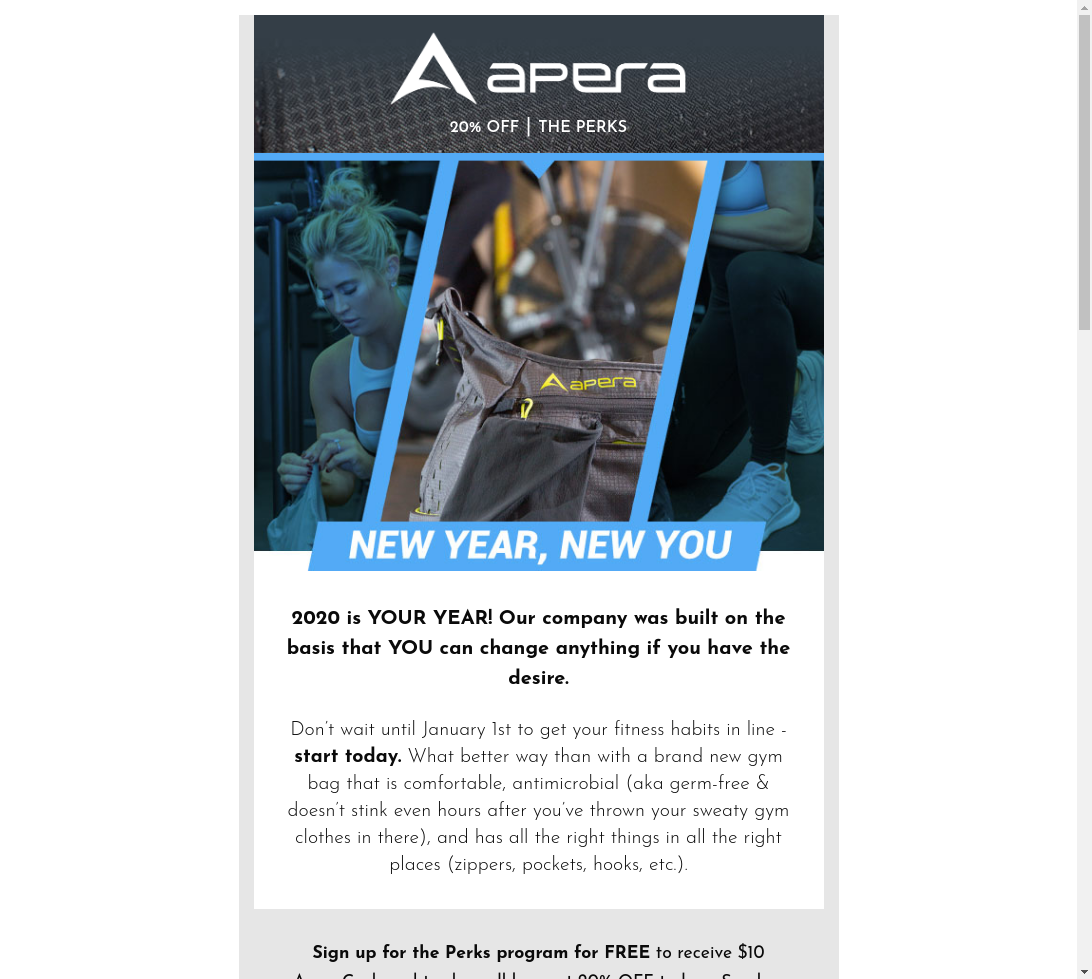 apera
20% OFF | THE PERKS
apera
NEW YEAR, NEW YOU
2020 is YOUR YEAR! Our company was built on the
basis that YOU can change anything if you have the
desire.
Don't wait until January 1st to get your fitness habits in line -
start today. What better way than with a brand new gym
bag that is comfortable, antimicrobial (aka germ-free &
doesn't stink even hours after you've thrown your sweaty gym
clothes in there), and has all the right things in all the right
places (zippers, pockets, hooks, etc.).
Sign up for the Perks program for FREE to receive $10
20% OFF